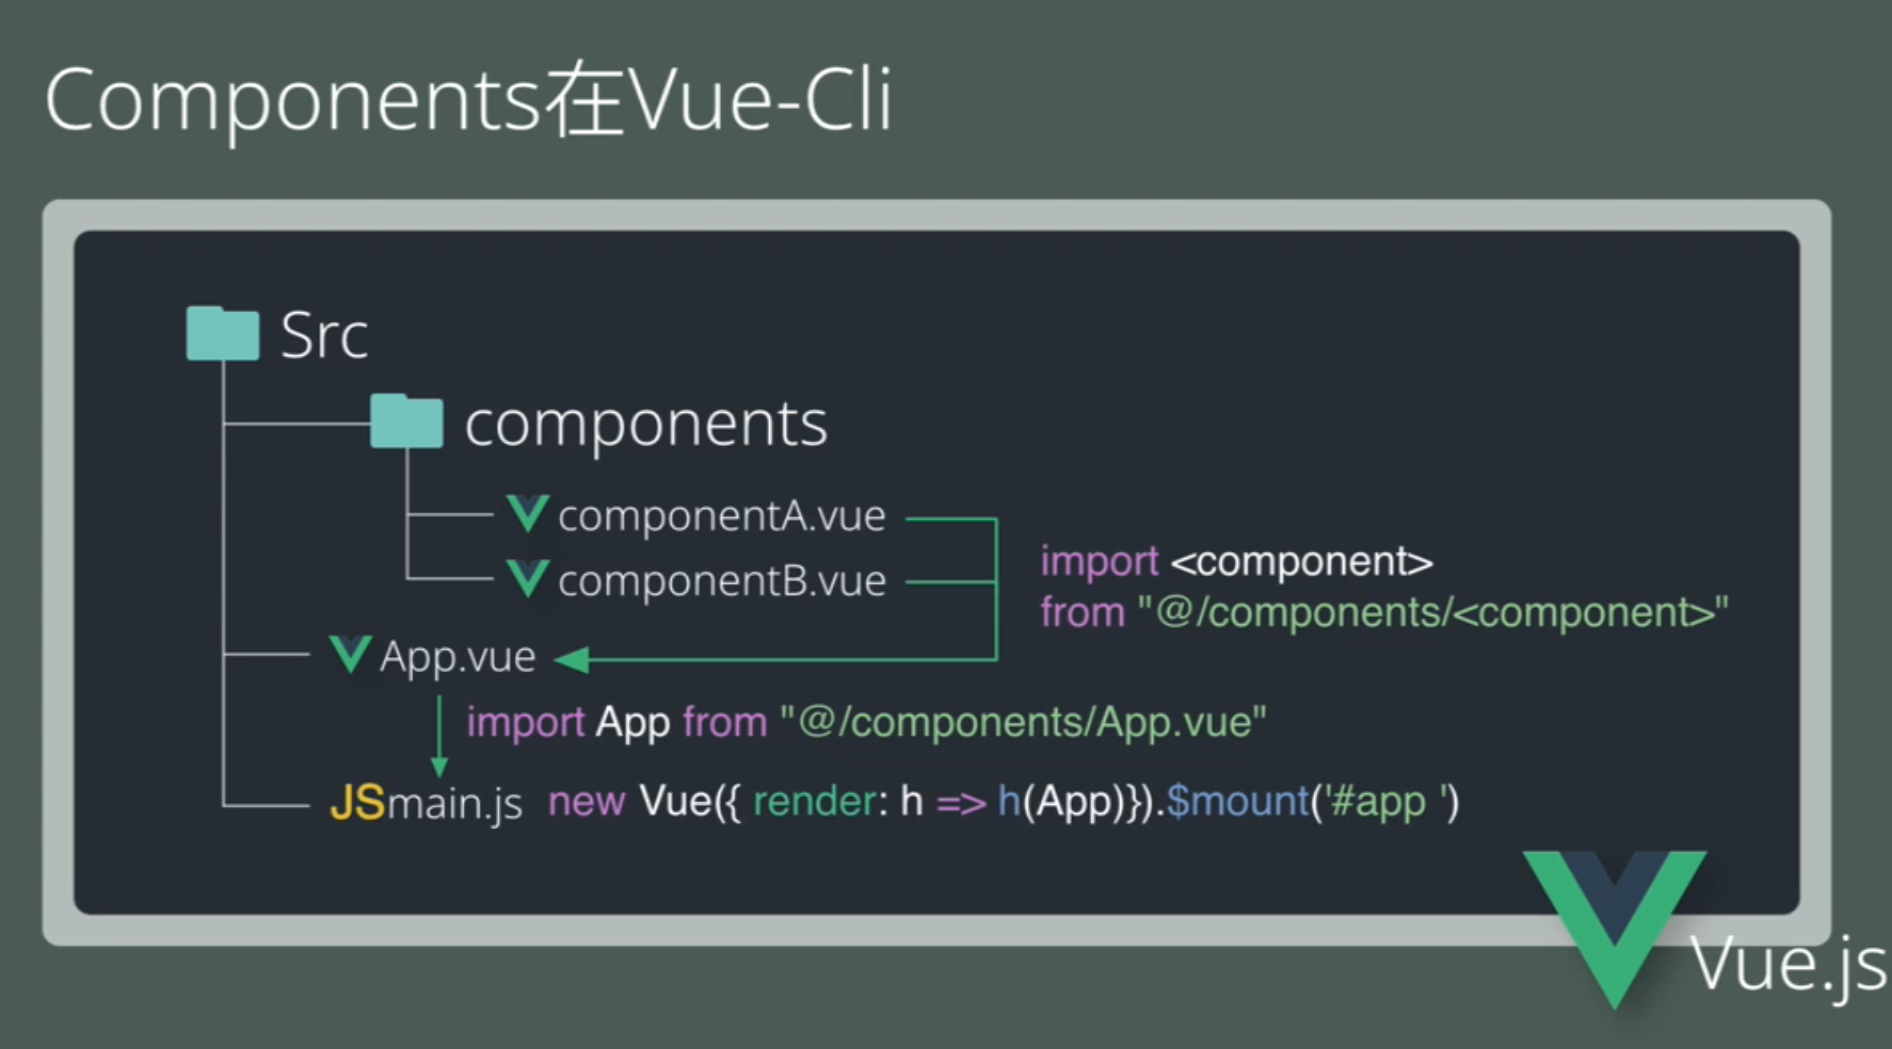 Components在Vue-Cli
Src
components
componentA.vue
componentB.vue
import <component>
from "@/components/<component>"
App.vue
import App from "@/components/App.vue"
JS main.js new Vue({ render: h => h(App)}).$mount('#app ')
Vue.js